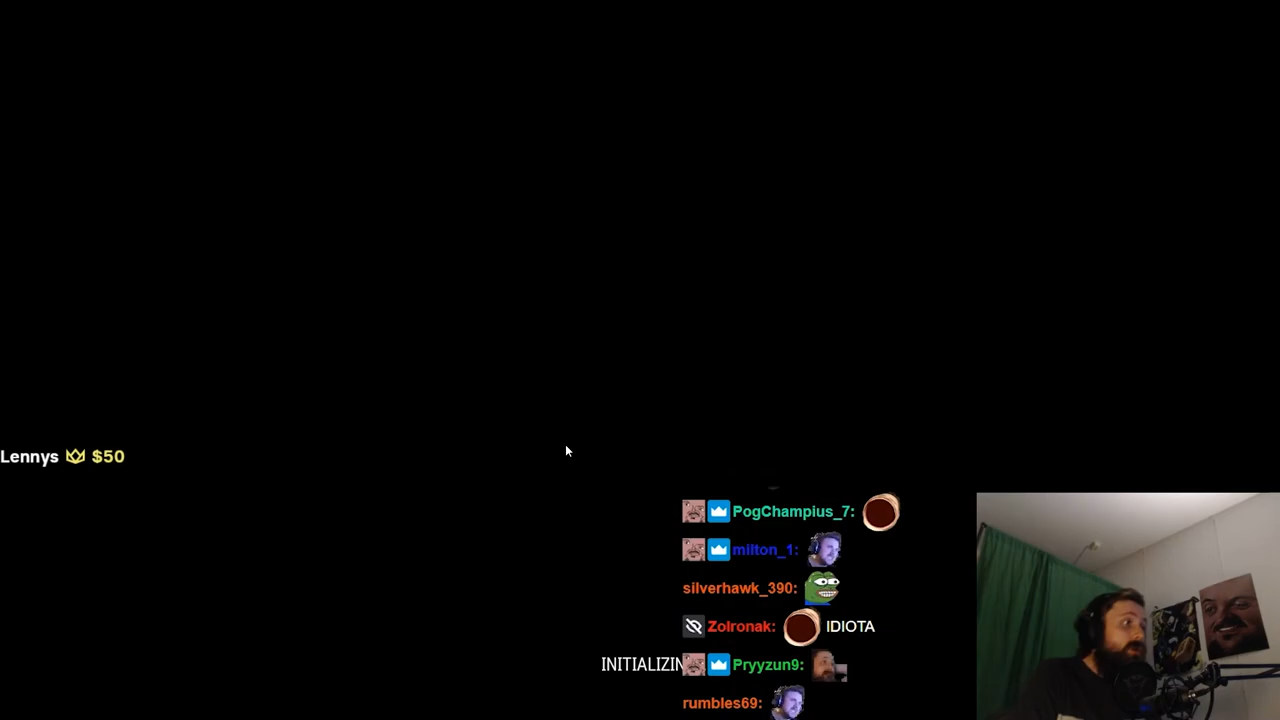 Lennys $50
PogChampius_7:
milton_1:
silverhawk_390:
Zolronak: IDIOTA
INITIALIZIN
Pryyzun9:
rumbles69: